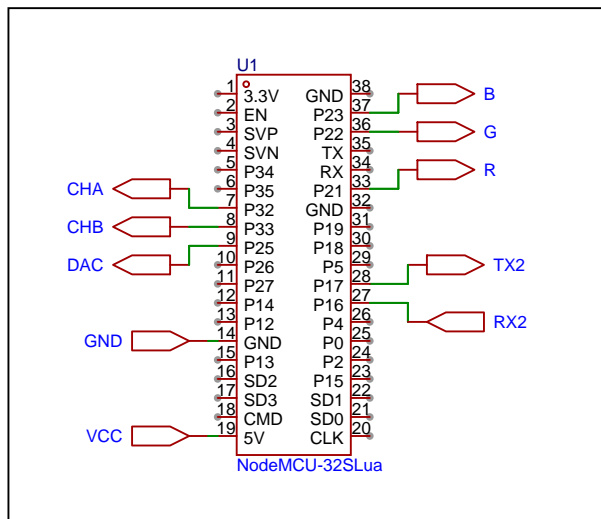 U1
1 3.3V GND 38
2 EN P23 37 B
3 SVP P22 36 G
4 SVN TX 35
5 P34 RX 34
6 P35 P21 33 R
CHA 7 P32 GND 32
CHB 8 P33 P19 31
DAC 9 P25 P18 30
10 P26 P5 29
11 P27 P17 28 TX2
12 P14 P16 27 RX2
13 P12 P4 26
GND 14 GND P0 25
15 P13 P2 24
16 SD2 P15 23
17 SD3 SD1 22
18 CMD SD0 21
VCC 19 5V CLK 20
NodeMCU-32SLua